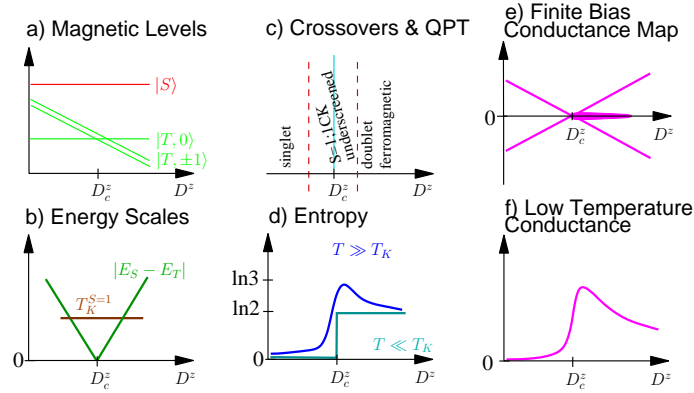 a) Magnetic Levels
|S⟩
|T, 0⟩
|T, ±1⟩
D_c^z
D^z
b) Energy Scales
|E_S − E_T|
T_K^{S=1}
0
D_c^z
D^z
c) Crossovers & QPT
singlet
S=1;1CK
underscreened
doublet
ferromagnetic
D_c^z
D^z
d) Entropy
T ≫ T_K
ln3
ln2
T ≪ T_K
0
D_c^z
D^z
e) Finite Bias
Conductance Map
0
D_c^z
D^z
f) Low Temperature
Conductance
0
D_c^z
D^z